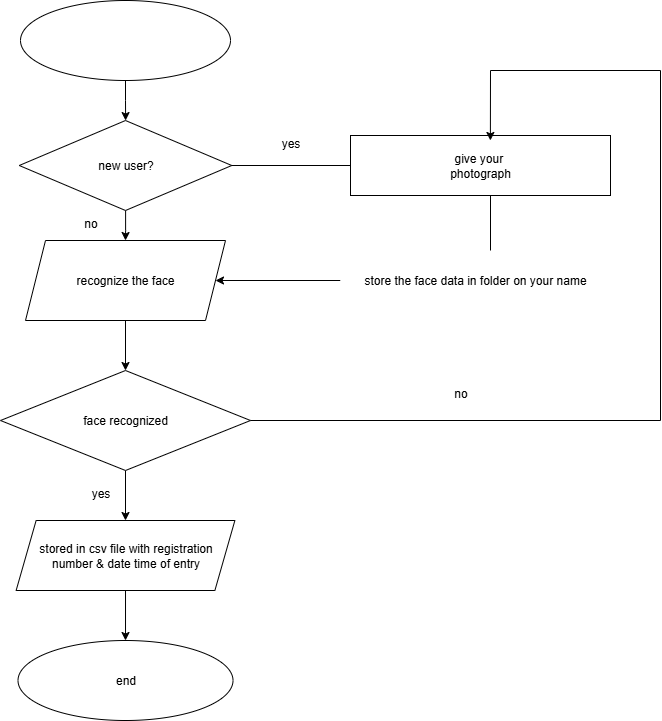 new user?
yes
give your
photograph
no
recognize the face
store the face data in folder on your name
no
face recognized
yes
stored in csv file with registration
number & date time of entry
end